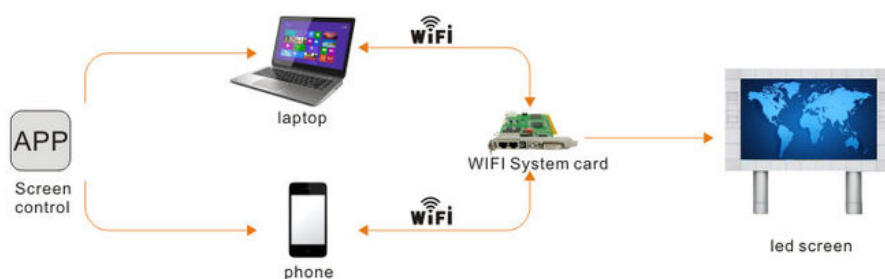 WiFi
laptop
APP
Screen
control
WIFI System card
WiFi
phone
led screen